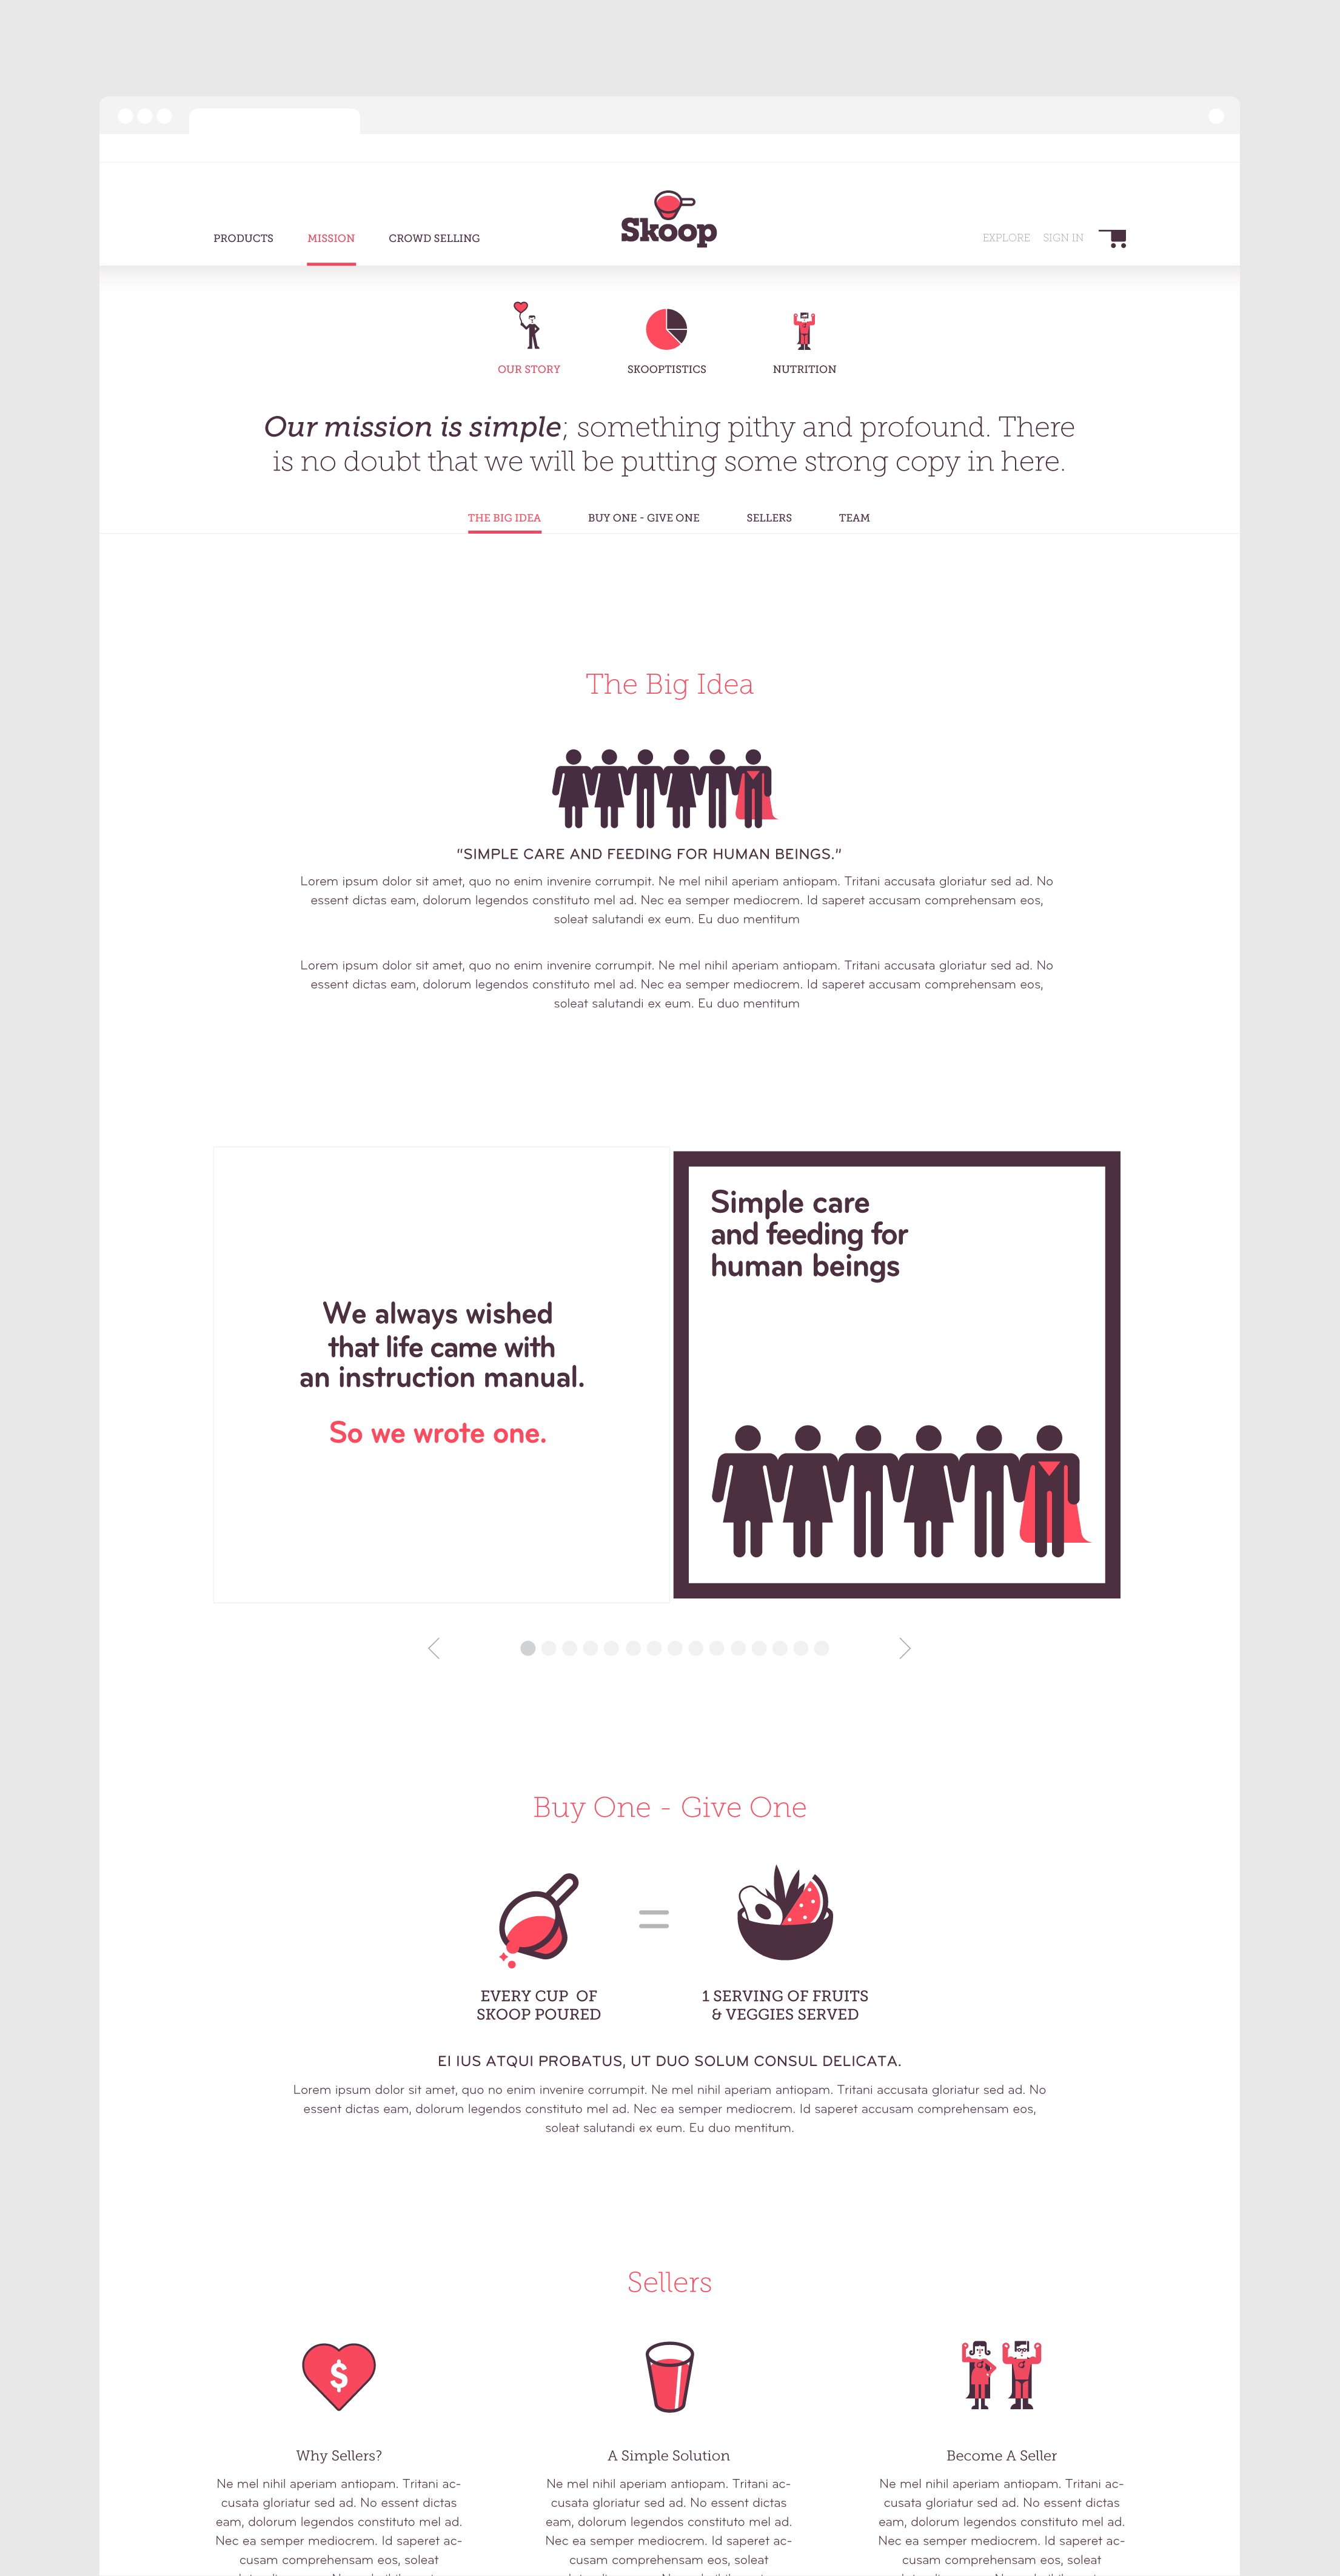 PRODUCTS MISSION CROWD SELLING
Skoop
EXPLORE SIGN IN
OUR STORY SKOOPTISTICS NUTRITION
Our mission is simple; something pithy and profound. There
is no doubt that we will be putting some strong copy in here.
THE BIG IDEA BUY ONE - GIVE ONE SELLERS TEAM
The Big Idea
“SIMPLE CARE AND FEEDING FOR HUMAN BEINGS.”
Lorem ipsum dolor sit amet, quo no enim invenire corrumpit. Ne mel nihil aperiam antiopam. Tritani accusata gloriatur sed ad. No
essent dictas eam, dolorum legendos constituto mel ad. Nec ea semper mediocrem. Id saperet accusam comprehensam eos,
soleat salutandi ex eum. Eu duo mentitum
Lorem ipsum dolor sit amet, quo no enim invenire corrumpit. Ne mel nihil aperiam antiopam. Tritani accusata gloriatur sed ad. No
essent dictas eam, dolorum legendos constituto mel ad. Nec ea semper mediocrem. Id saperet accusam comprehensam eos,
soleat salutandi ex eum. Eu duo mentitum
We always wished
that life came with
an instruction manual.
So we wrote one.
Simple care
and feeding for
human beings
Buy One - Give One
EVERY CUP OF
SKOOP POURED
=
1 SERVING OF FRUITS
& VEGGIES SERVED
EI IUS ATQUI PROBATUS, UT DUO SOLUM CONSUL DELICATA.
Lorem ipsum dolor sit amet, quo no enim invenire corrumpit. Ne mel nihil aperiam antiopam. Tritani accusata gloriatur sed ad. No
essent dictas eam, dolorum legendos constituto mel ad. Nec ea semper mediocrem. Id saperet accusam comprehensam eos,
soleat salutandi ex eum. Eu duo mentitum.
Sellers
$
Why Sellers?
Ne mel nihil aperiam antiopam. Tritani ac-
cusata gloriatur sed ad. No essent dictas
eam, dolorum legendos constituto mel ad.
Nec ea semper mediocrem. Id saperet ac-
cusam comprehensam eos, soleat
A Simple Solution
Ne mel nihil aperiam antiopam. Tritani ac-
cusata gloriatur sed ad. No essent dictas
eam, dolorum legendos constituto mel ad.
Nec ea semper mediocrem. Id saperet ac-
cusam comprehensam eos, soleat
Become A Seller
Ne mel nihil aperiam antiopam. Tritani ac-
cusata gloriatur sed ad. No essent dictas
eam, dolorum legendos constituto mel ad.
Nec ea semper mediocrem. Id saperet ac-
cusam comprehensam eos, soleat